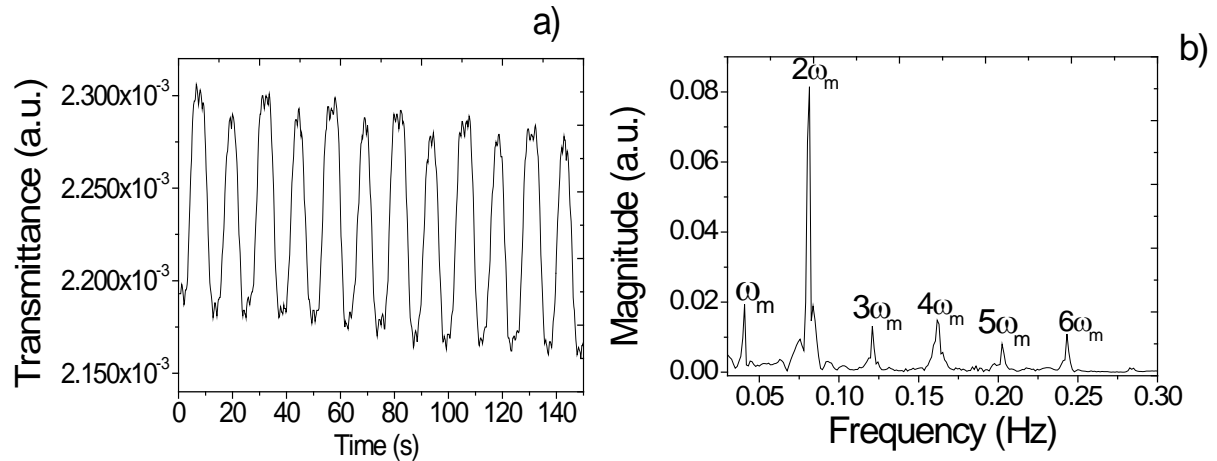 a)
Transmittance (a.u.)
2.300x10⁻³
2.250x10⁻³
2.200x10⁻³
2.150x10⁻³
0 20 40 60 80 100 120 140
Time (s)
b)
Magnitude (a.u.)
0.08
0.06
0.04
0.02
0.00
ωm
2ωm
3ωm
4ωm
5ωm
6ωm
0.05 0.10 0.15 0.20 0.25 0.30
Frequency (Hz)